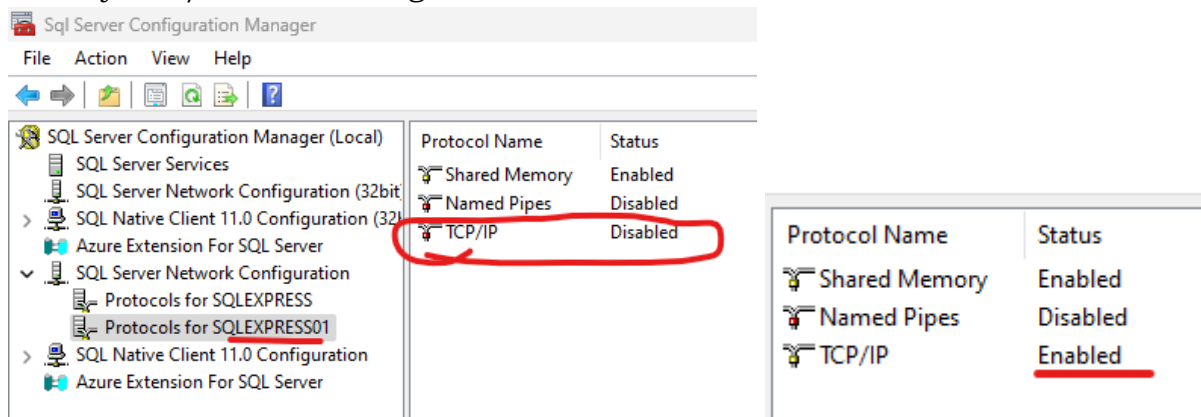 Sql Server Configuration Manager
File Action View Help
SQL Server Configuration Manager (Local)
SQL Server Services
SQL Server Network Configuration (32bit
SQL Native Client 11.0 Configuration (32
Azure Extension For SQL Server
SQL Server Network Configuration
Protocols for SQLEXPRESS
Protocols for SQLEXPRESS01
SQL Native Client 11.0 Configuration
Azure Extension For SQL Server
Protocol Name Status
Shared Memory Enabled
Named Pipes Disabled
TCP/IP Disabled
Protocol Name Status
Shared Memory Enabled
Named Pipes Disabled
TCP/IP Enabled